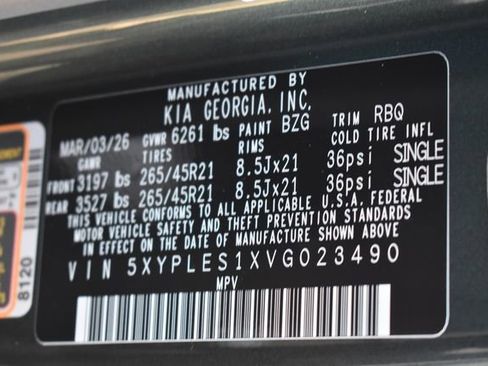 MANUFACTURED BY
KIA GEORGIA, INC.
MAR/03/26 GVWR 6261 lbs PAINT BZG TRIM RBQ
GAWR TIRES RIMS COLD TIRE INFL
FRONT 3197 lbs 265/45R21 8.5Jx21 36psi SINGLE
REAR 3527 lbs 265/45R21 8.5Jx21 36psi SINGLE
THIS VEHICLE CONFORMS TO ALL APPLICABLE U.S.A. FEDERAL
MOTOR VEHICLE SAFETY AND THEFT PREVENTION STANDARDS
IN EFFECT ON THE DATE OF MANUFACTURE SHOWN ABOVE
VIN 5XYPLES1XVG023490
MPV
8120